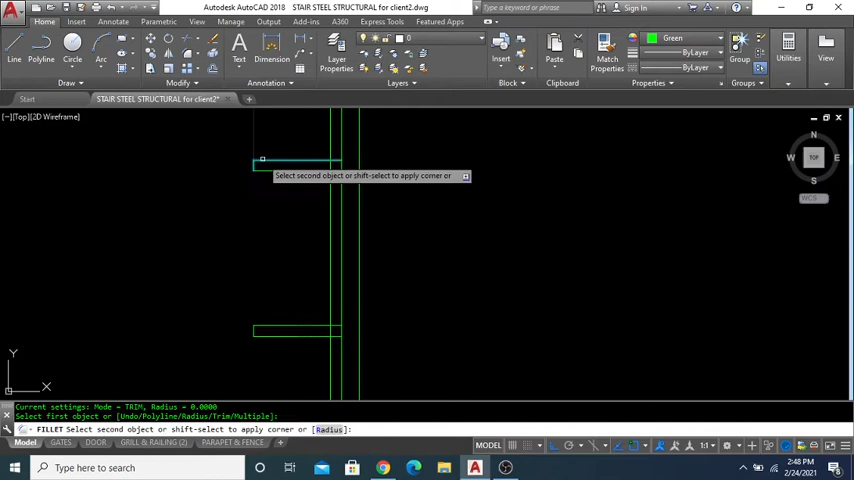 Autodesk AutoCAD 2018 STAIR STEEL STRUCTURAL for client2.dwg
Type a keyword or phrase
Sign In
Home Insert Annotate Parametric View Manage Output Add-ins A360 Express Tools Featured Apps
Line Polyline Circle Arc
Text Dimension
Layer
Properties
0
Insert
Paste
Match
Properties
Green
ByLayer
ByLayer
Group
Utilities
View
Draw Modify Annotation Layers Block Clipboard Properties Groups
Start STAIR STEEL STRUCTURAL for client2*
[−][Top][2D Wireframe]
N
W TOP E
S
WCS
Select second object or shift-select to apply corner or
Y
X
Current settings: Mode = TRIM, Radius = 0.0000
Select first object or [Undo/Polyline/Radius/Trim/Multiple]:
FILLET Select second object or shift-select to apply corner or [Radius]:
Model GATES DOOR GRILL & RAILING (2) PARAPET & FENCE +
MODEL 1:1
Type here to search
2:48 PM
2/24/2021
8